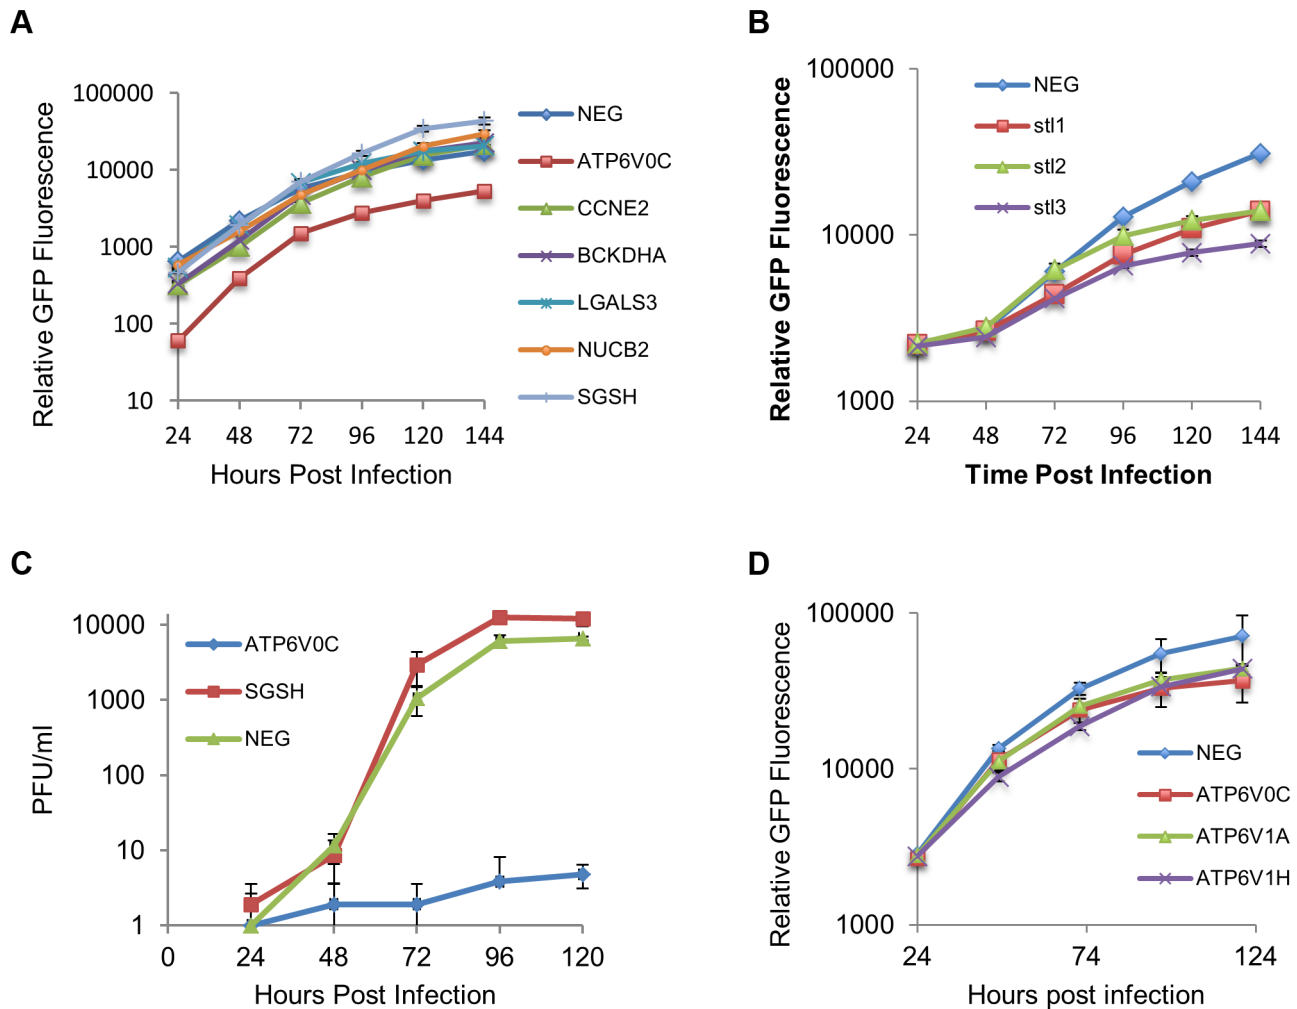 A
Relative GFP Fluorescence
100000
10000
1000
100
10
24 48 72 96 120 144
Hours Post Infection
NEG
ATP6V0C
CCNE2
BCKDHA
LGALS3
NUCB2
SGSH
B
Relative GFP Fluorescence
100000
10000
1000
24 48 72 96 120 144
Time Post Infection
NEG
stl1
stl2
stl3
C
PFU/ml
10000
1000
100
10
1
0 24 48 72 96 120
Hours Post Infection
ATP6V0C
SGSH
NEG
D
Relative GFP Fluorescence
100000
10000
1000
24 74 124
Hours post infection
NEG
ATP6V0C
ATP6V1A
ATP6V1H